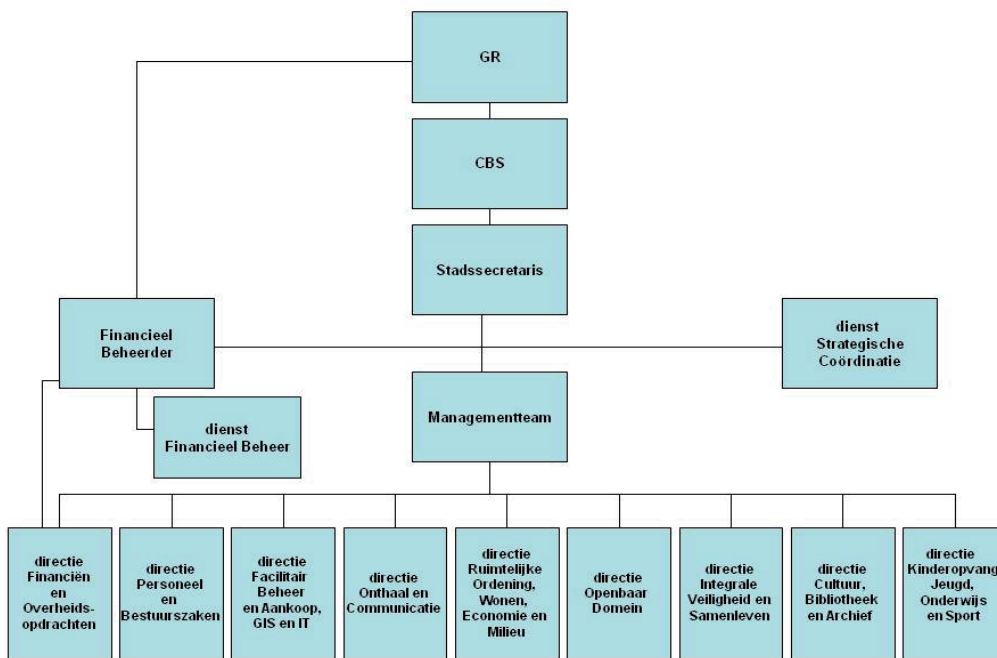 GR
CBS
Stadssecretaris
Financieel
Beheerder
dienst
Strategische
Coördinatie
dienst
Financieel Beheer
Managementteam
directie
Financiën
en
Overheids-
opdrachten
directie
Personeel
en
Bestuurszaken
directie
Facilitair
Beheer
en Aankoop,
GIS en IT
directie
Onthaal en
Communicatie
directie
Ruimtelijke
Ordening,
Wonen,
Economie en
Milieu
directie
Openbaar
Domein
directie
Integrale
Veiligheid en
Samenleven
directie
Cultuur,
Bibliotheek
en Archief
directie
Kinderopvang
Jeugd,
Onderwijs
en Sport